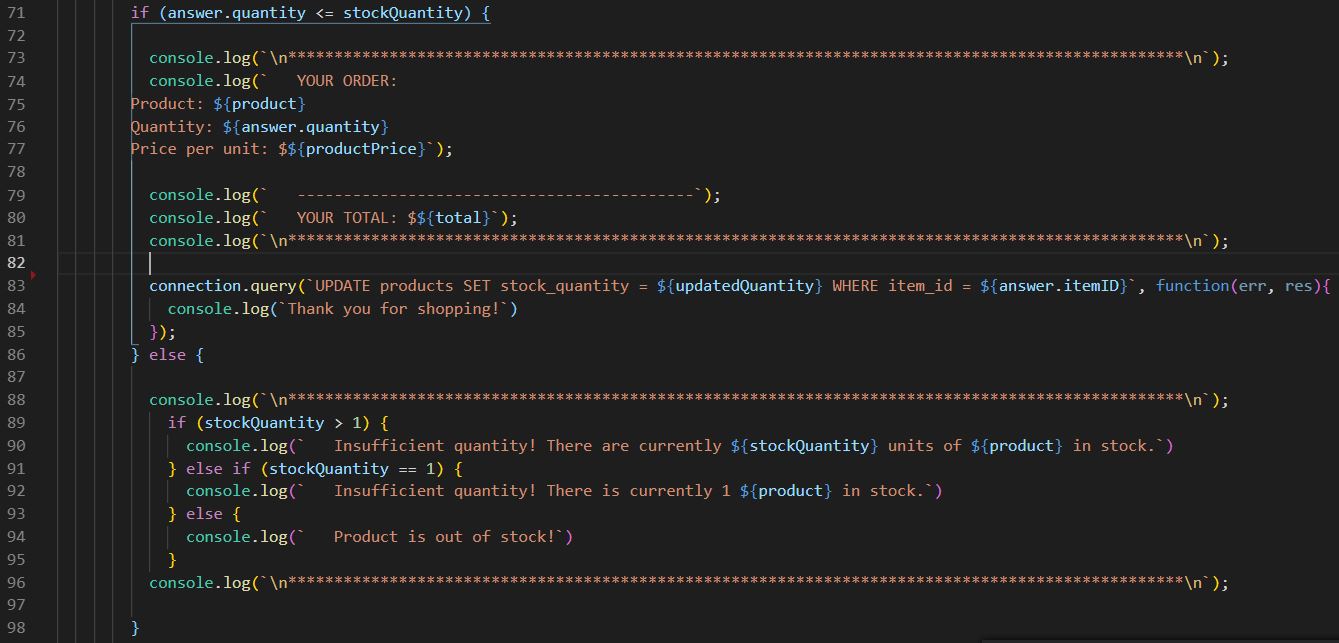 71 if (answer.quantity <= stockQuantity) {
72
73 console.log(`\n*************************************************************************************************\n`);
74 console.log(`   YOUR ORDER:
75 Product: ${product}
76 Quantity: ${answer.quantity}
77 Price per unit: $${productPrice}`);
78
79 console.log(`   -------------------------------------------`);
80 console.log(`   YOUR TOTAL: $${total}`);
81 console.log(`\n*************************************************************************************************\n`);
82
83 connection.query(`UPDATE products SET stock_quantity = ${updatedQuantity} WHERE item_id = ${answer.itemID}`, function(err, res){
84 console.log(`Thank you for shopping!`)
85 });
86 } else {
87
88 console.log(`\n*************************************************************************************************\n`);
89 if (stockQuantity > 1) {
90 console.log(`   Insufficient quantity! There are currently ${stockQuantity} units of ${product} in stock.`)
91 } else if (stockQuantity == 1) {
92 console.log(`   Insufficient quantity! There is currently 1 ${product} in stock.`)
93 } else {
94 console.log(`   Product is out of stock!`)
95 }
96 console.log(`\n*************************************************************************************************\n`);
97
98 }